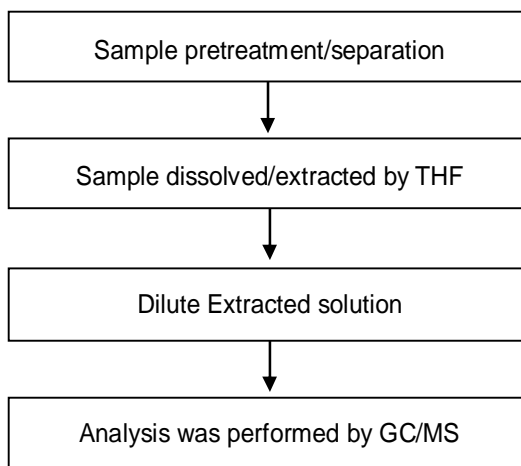 Sample pretreatment/separation
Sample dissolved/extracted by THF
Dilute Extracted solution
Analysis was performed by GC/MS